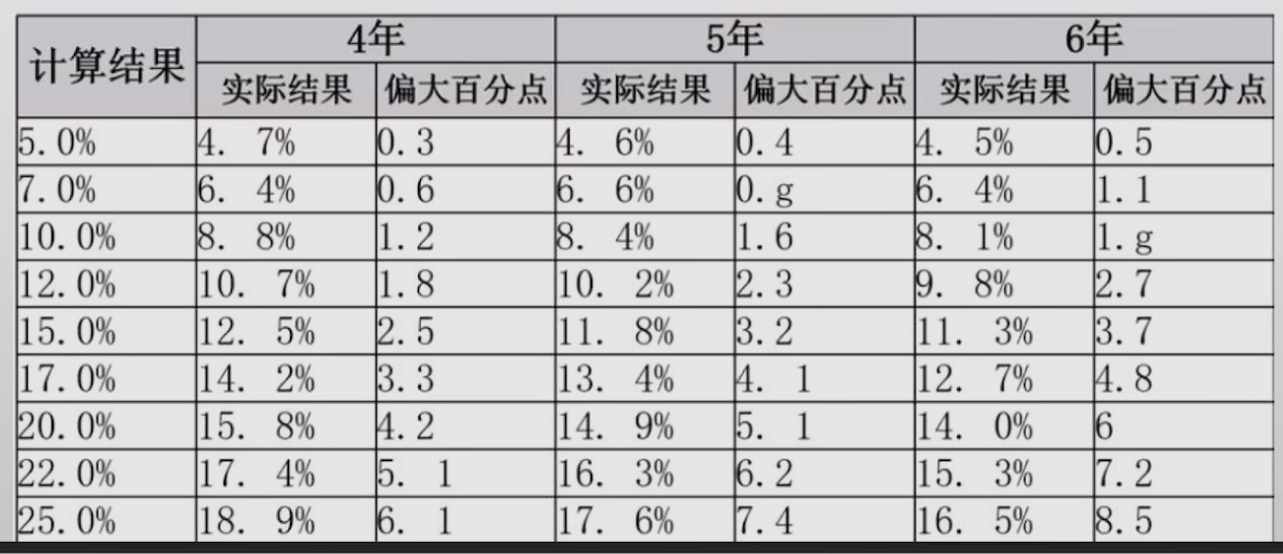 计算结果 4年 5年 6年
实际结果 偏大百分点 实际结果 偏大百分点 实际结果 偏大百分点
5.0% 4. 7% 0.3 4. 6% 0.4 4. 5% 0.5
7.0% 6. 4% 0.6 6. 6% 0.g 6. 4% 1.1
10.0% 8. 8% 1.2 8. 4% 1.6 8. 1% 1.g
12.0% 10. 7% 1.8 10. 2% 2.3 9. 8% 2.7
15.0% 12. 5% 2.5 11. 8% 3.2 11. 3% 3.7
17.0% 14. 2% 3.3 13. 4% 4. 1 12. 7% 4.8
20.0% 15. 8% 4.2 14. 9% 5. 1 14. 0% 6
22.0% 17. 4% 5. 1 16. 3% 6.2 15. 3% 7.2
25.0% 18. 9% 6. 1 17. 6% 7.4 16. 5% 8.5